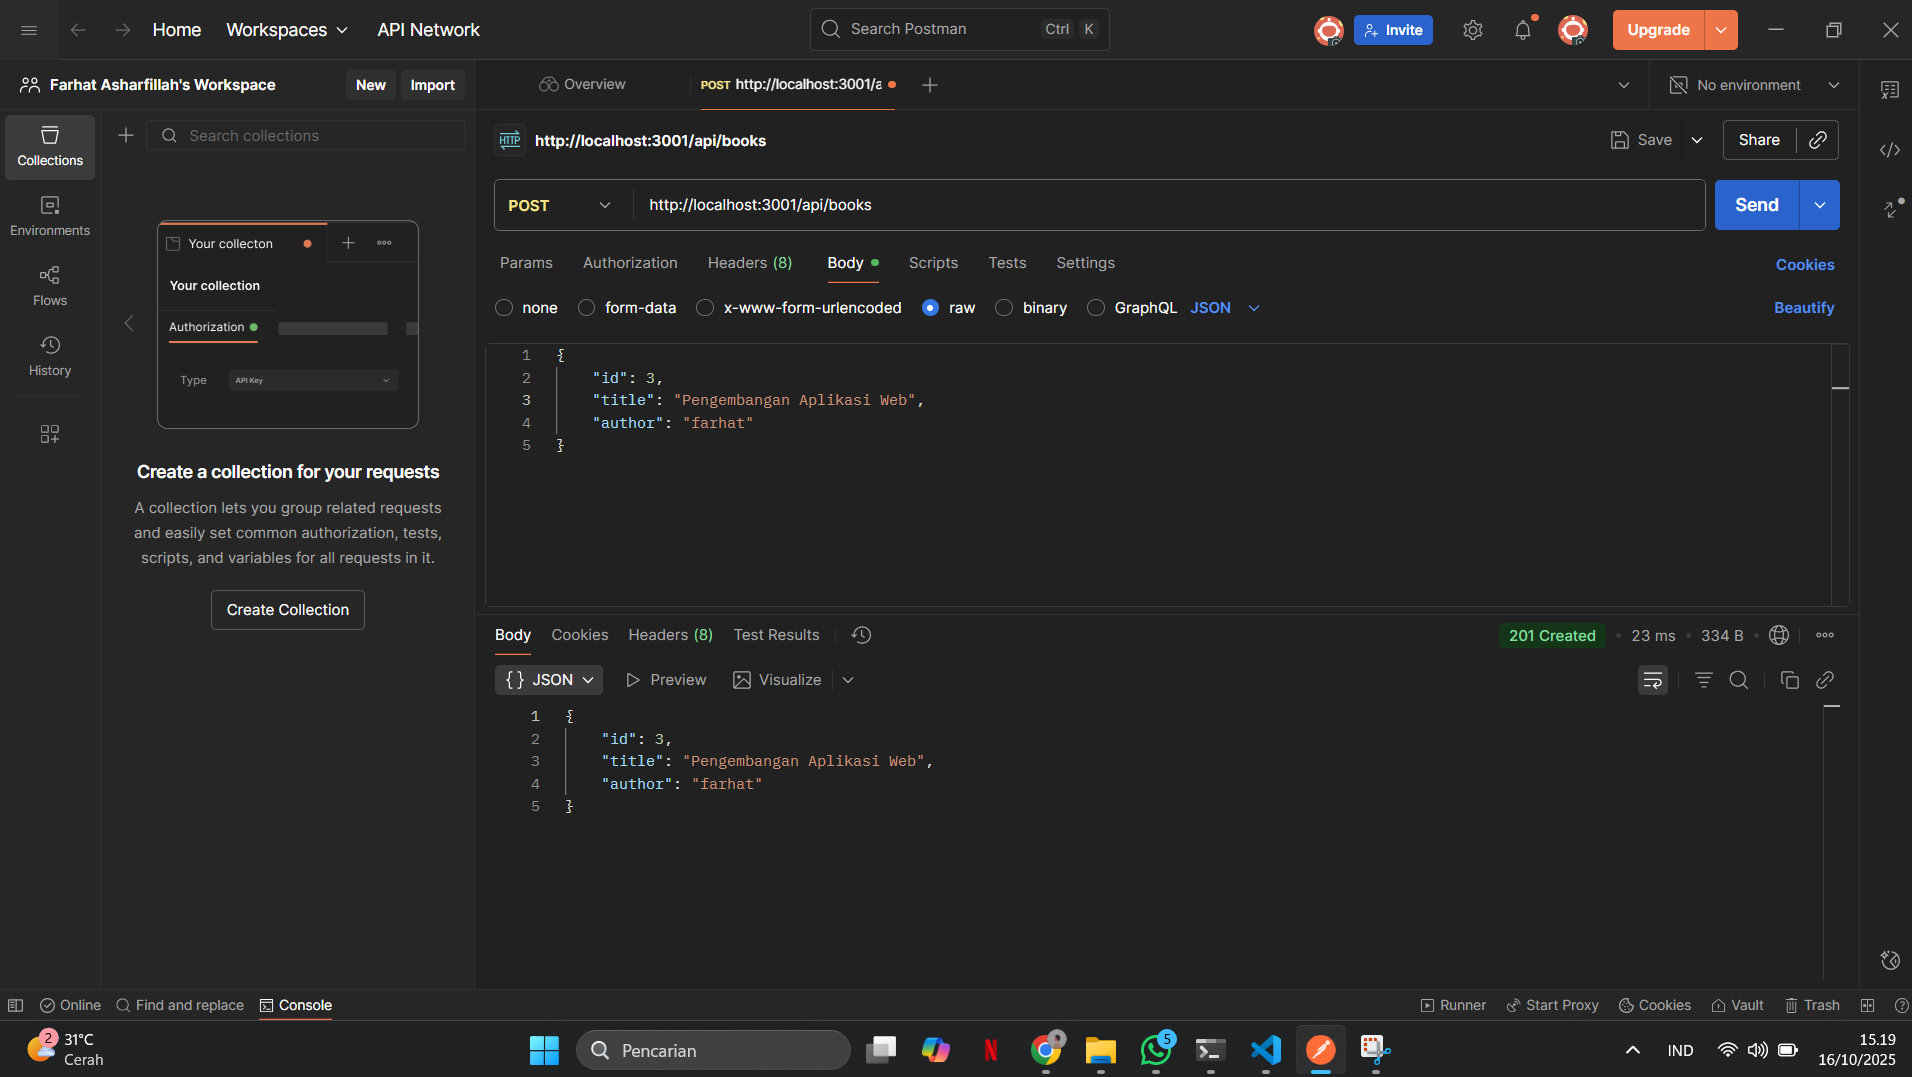 Home Workspaces API Network Search Postman Ctrl K Invite Upgrade
Farhat Asharfillah's Workspace New Import Overview POST http://localhost:3001/a No environment
Collections Search collections HTTP http://localhost:3001/api/books Save Share
Environments
Flows
History
Your collecton
Your collection
Authorization
Type API Key
Create a collection for your requests
A collection lets you group related requests
and easily set common authorization, tests,
scripts, and variables for all requests in it.
Create Collection
POST http://localhost:3001/api/books Send
Params Authorization Headers (8) Body Scripts Tests Settings Cookies
none form-data x-www-form-urlencoded raw binary GraphQL JSON Beautify
1 {
2 "id": 3,
3 "title": "Pengembangan Aplikasi Web",
4 "author": "farhat"
5 }
Body Cookies Headers (8) Test Results 201 Created 23 ms 334 B
{} JSON Preview Visualize
1 {
2 "id": 3,
3 "title": "Pengembangan Aplikasi Web",
4 "author": "farhat"
5 }
Online Find and replace Console Runner Start Proxy Cookies Vault Trash
2 31°C
Cerah
Pencarian
5
IND
15.19
16/10/2025